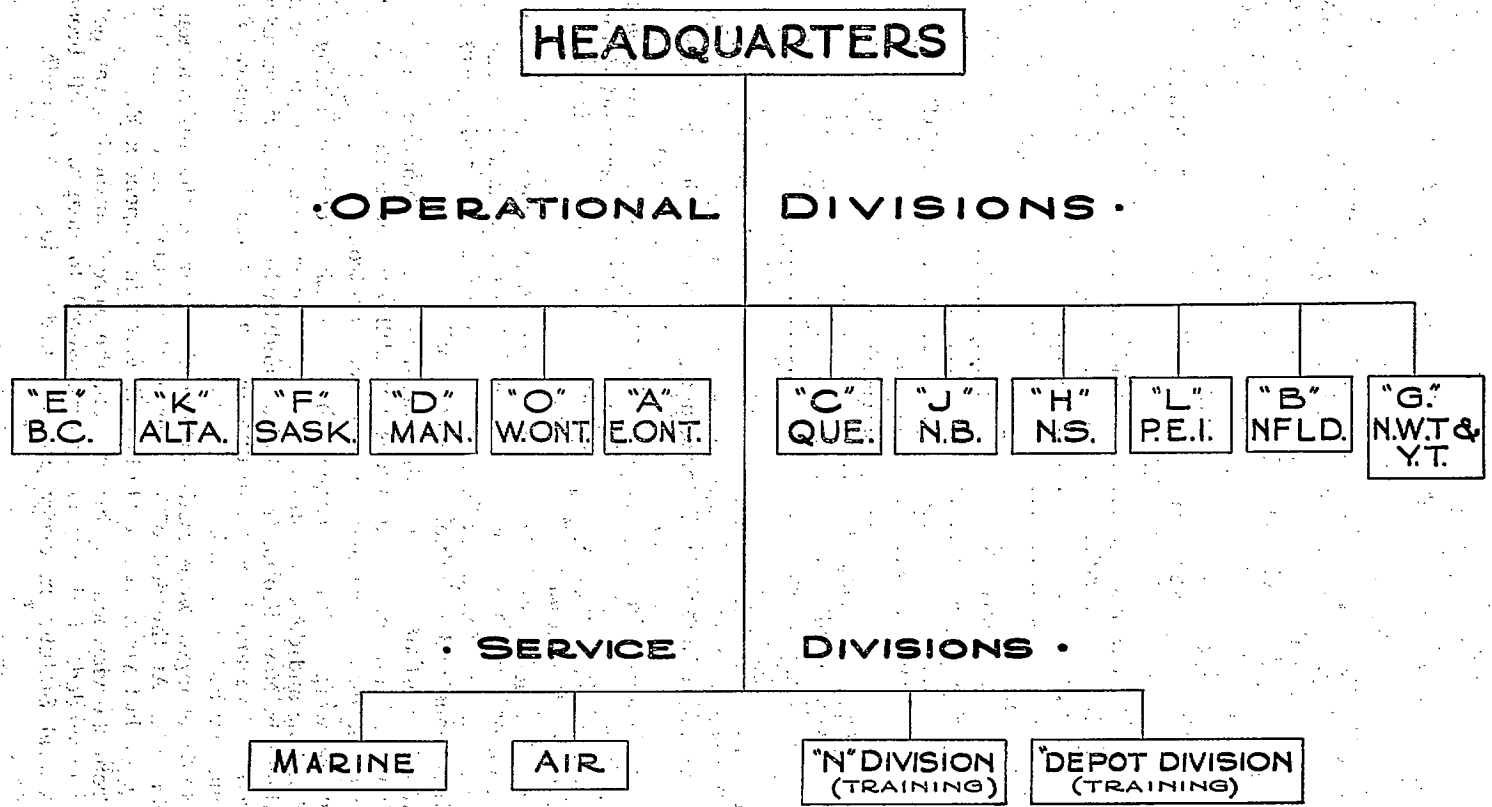 HEADQUARTERS
· OPERATIONAL DIVISIONS ·
"E"
B.C.
"K"
ALTA.
"F"
SASK.
"D"
MAN.
"O"
W.ONT.
"A"
E.ONT.
"C"
QUE.
"J"
N.B.
"H"
N.S.
"L"
P.E.I.
"B"
NFLD.
"G."
N.W.T &
Y.T.
· SERVICE DIVISIONS ·
MARINE
AIR
"N" DIVISION
(TRAINING)
"DEPOT DIVISION
(TRAINING)